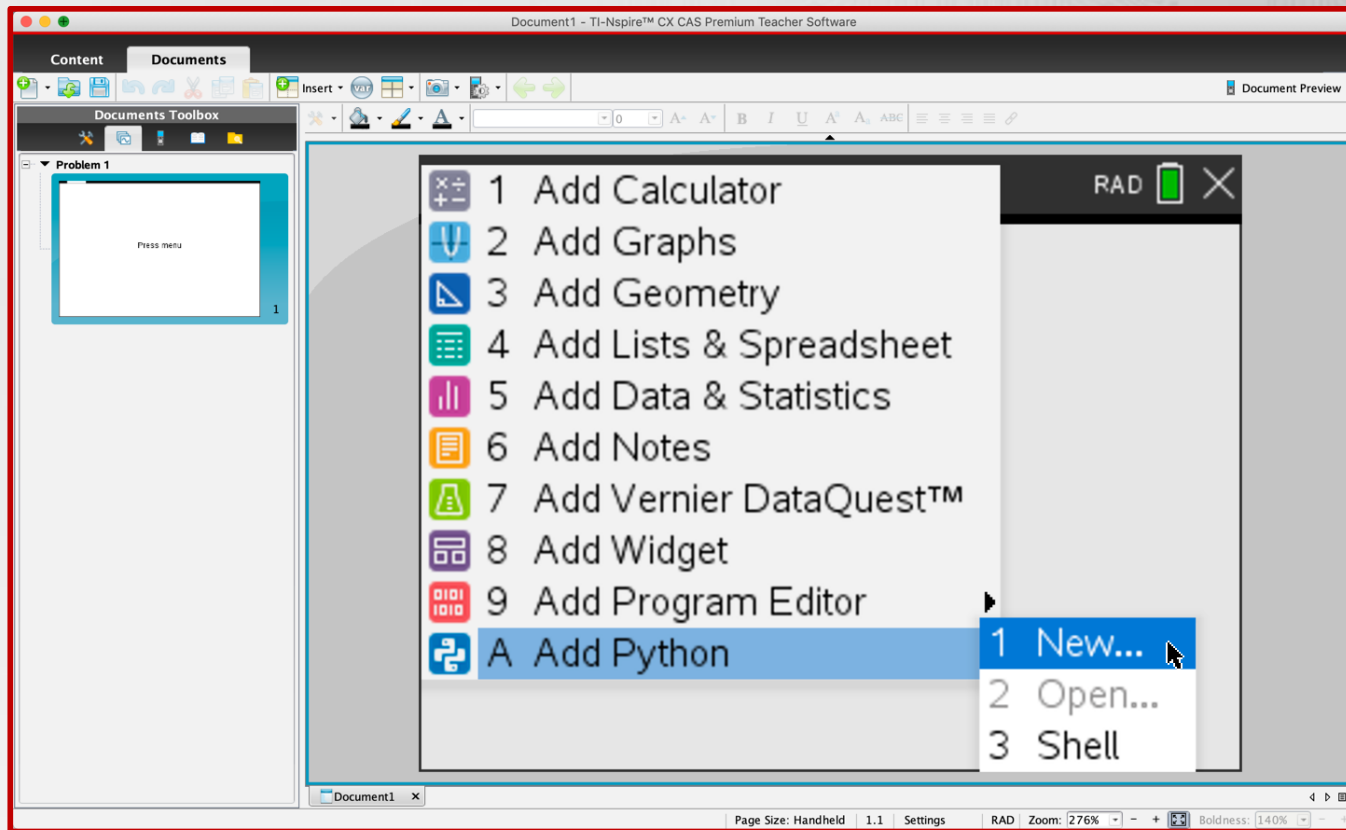 Document1 - TI-Nspire™ CX CAS Premium Teacher Software
Content Documents
Insert var Document Preview
Documents Toolbox
0 A+ A- B I U ABC
Problem 1
Press menu
1
RAD
1 Add Calculator
2 Add Graphs
3 Add Geometry
4 Add Lists & Spreadsheet
5 Add Data & Statistics
6 Add Notes
7 Add Vernier DataQuest™
8 Add Widget
9 Add Program Editor
A Add Python
1 New...
2 Open...
3 Shell
Document1
Page Size: Handheld 1.1 Settings RAD Zoom: 276% - + Boldness: 140% - +